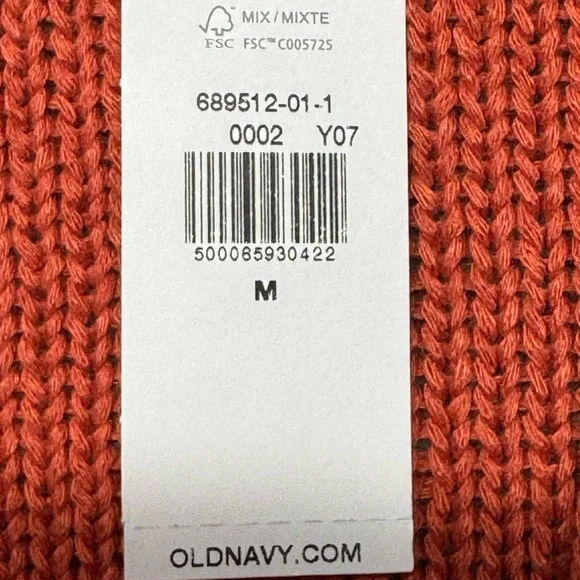 MIX / MIXTE
FSC FSC™ C005725
689512-01-1
0002 Y07
500065930422
M
OLDNAVY.COM